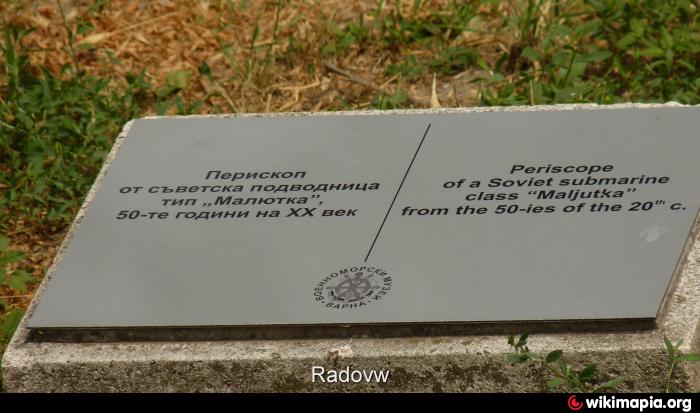 Перископ
от съветска подводница
тип „Малютка”,
50-те години на XX век
Periscope
of a Soviet submarine
class “Maljutka”
from the 50-ies of the 20th c.
ВОЕННОМОРСКИ МУЗЕЙ
- ВАРНА -
Radovw
wikimapia.org